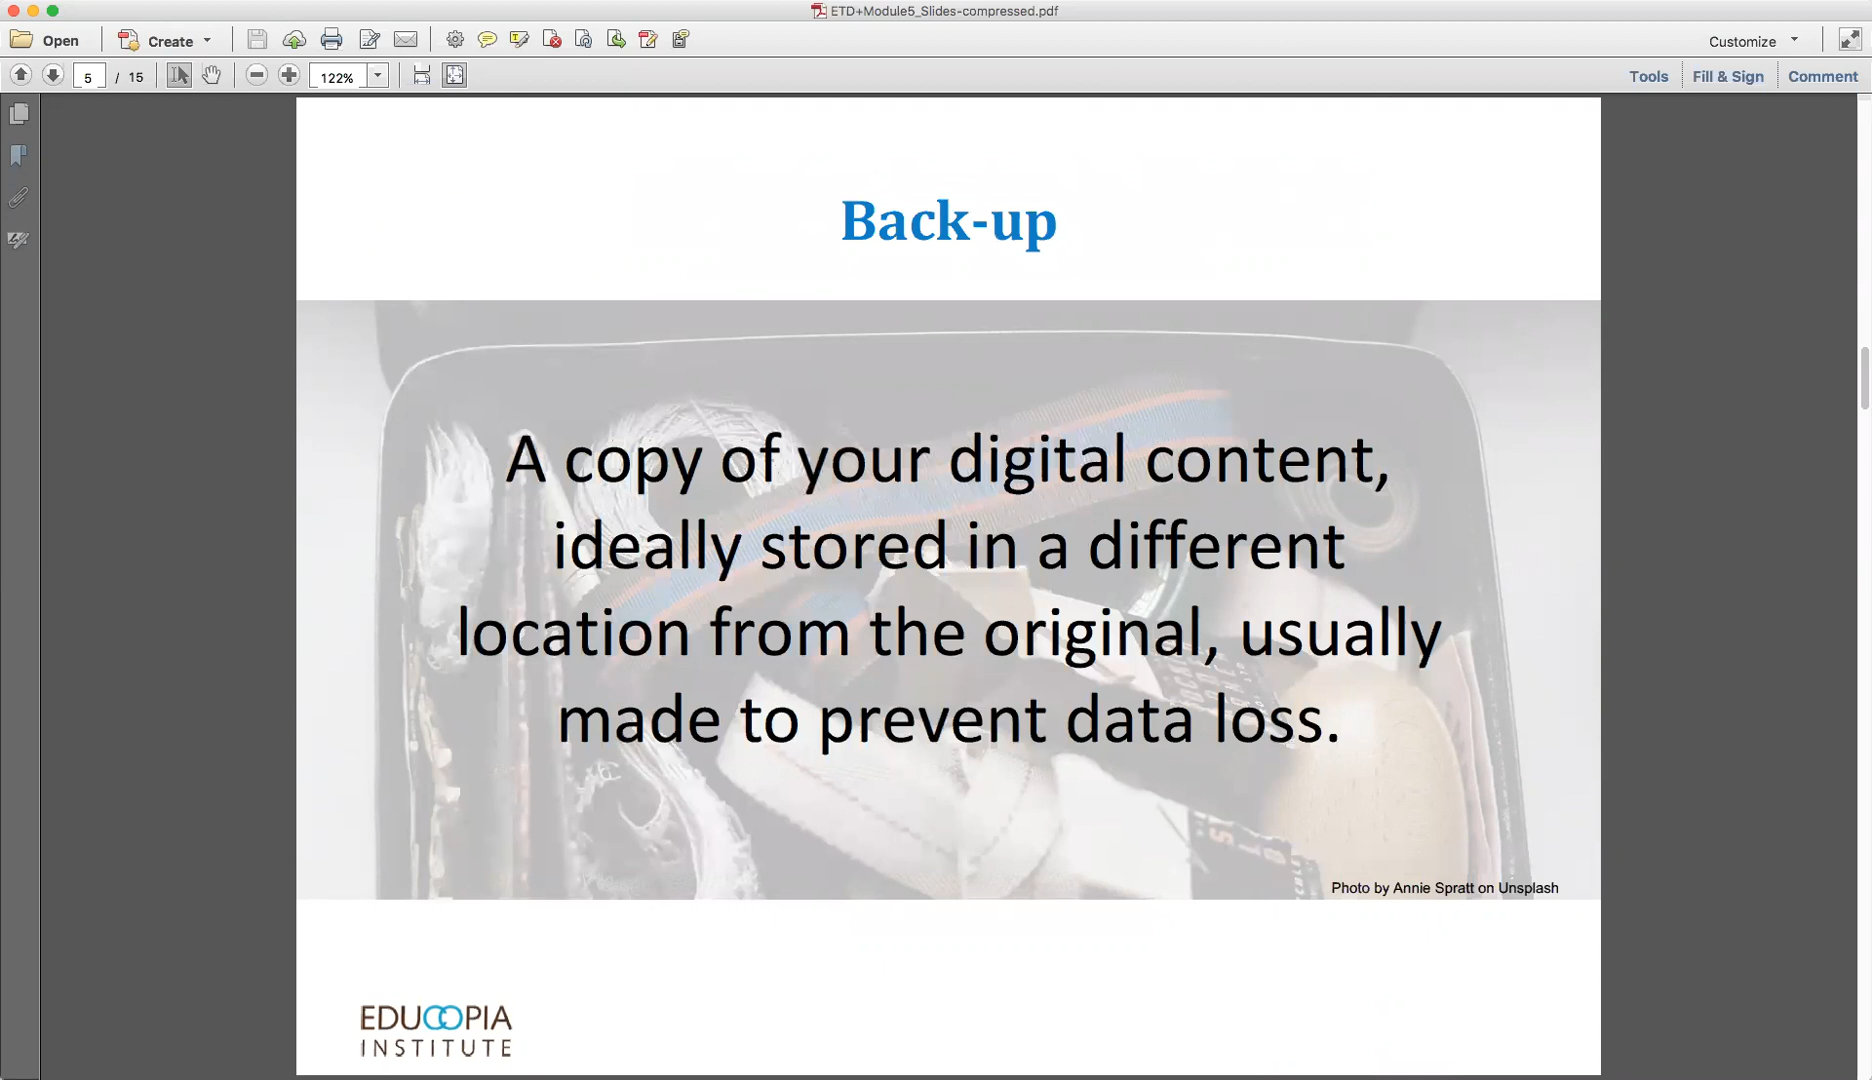 ETD+Module5_Slides-compressed.pdf
Open
Create
Customize
5 / 15
122%
Tools
Fill & Sign
Comment
Back-up
A copy of your digital content,
ideally stored in a different
location from the original, usually
made to prevent data loss.
Photo by Annie Spratt on Unsplash
EDUCOPIA
INSTITUTE